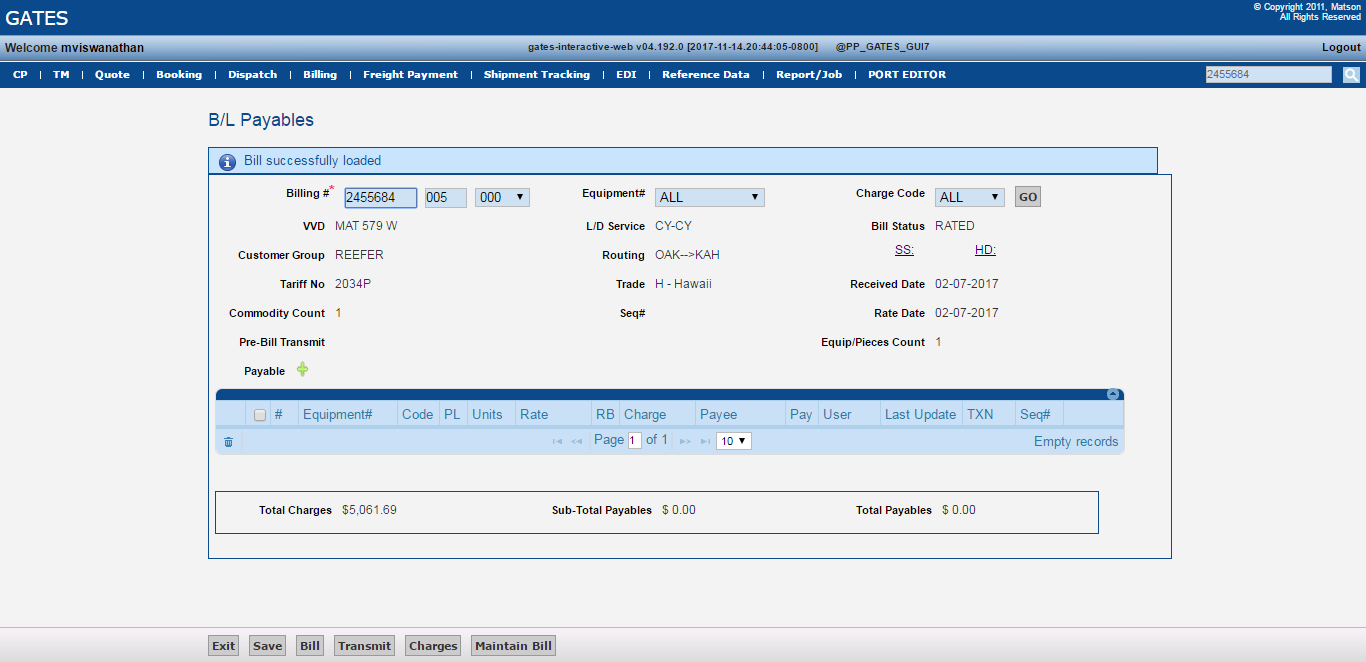 GATES
© Copyright 2011, Matson
All Rights Reserved
Welcome mviswanathan gates-interactive-web v04.192.0 [2017-11-14.20:44:05-0800] @PP_GATES_GUI7 Logout
CP | TM | Quote | Booking | Dispatch | Billing | Freight Payment | Shipment Tracking | EDI | Reference Data | Report/Job | PORT EDITOR 2455684
B/L Payables
Bill successfully loaded
Billing #* 2455684 005 000 Equipment# ALL Charge Code ALL GO
VVD MAT 579 W L/D Service CY-CY Bill Status RATED
SS: HD:
Customer Group REEFER Routing OAK-->KAH
Tariff No 2034P Trade H - Hawaii Received Date 02-07-2017
Commodity Count 1 Seq# Rate Date 02-07-2017
Pre-Bill Transmit Equip/Pieces Count 1
Payable
# Equipment# Code PL Units Rate RB Charge Payee Pay User Last Update TXN Seq#
Page 1 of 1 10 Empty records
Total Charges $5,061.69 Sub-Total Payables $ 0.00 Total Payables $ 0.00
Exit Save Bill Transmit Charges Maintain Bill